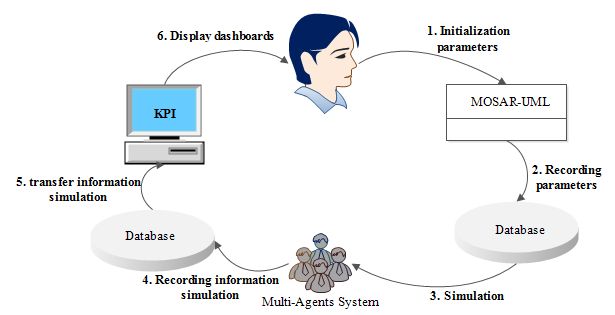 6. Display dashboards
1. Initialization
parameters
KPI
MOSAR-UML
2. Recording
parameters
5. transfer information
simulation
Database
Database
4. Recording information
simulation
3. Simulation
Multi-Agents System